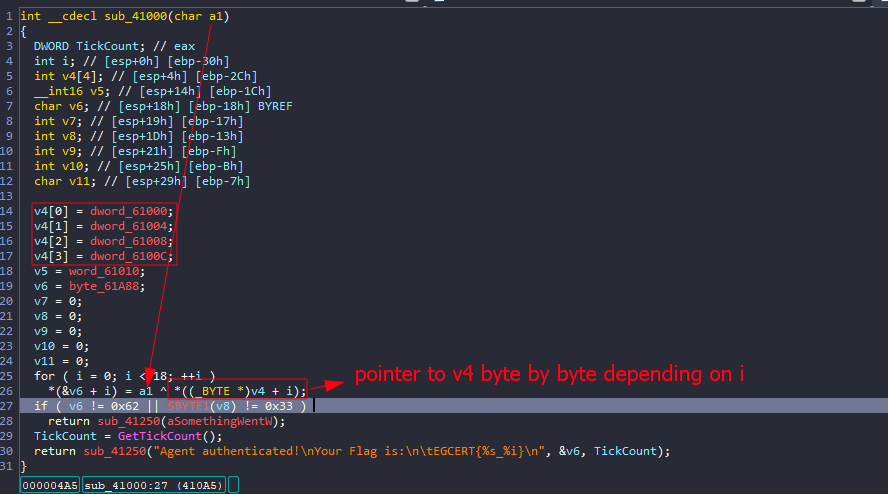 1 int __cdecl sub_41000(char a1)
2 {
3 DWORD TickCount; // eax
4 int i; // [esp+0h] [ebp-30h]
5 int v4[4]; // [esp+4h] [ebp-2Ch]
6 __int16 v5; // [esp+14h] [ebp-1Ch]
7 char v6; // [esp+18h] [ebp-18h] BYREF
8 int v7; // [esp+19h] [ebp-17h]
9 int v8; // [esp+1Dh] [ebp-13h]
10 int v9; // [esp+21h] [ebp-Fh]
11 int v10; // [esp+25h] [ebp-Bh]
12 char v11; // [esp+29h] [ebp-7h]
13
14 v4[0] = dword_61000;
15 v4[1] = dword_61004;
16 v4[2] = dword_61008;
17 v4[3] = dword_6100C;
18 v5 = word_61010;
19 v6 = byte_61A88;
20 v7 = 0;
21 v8 = 0;
22 v9 = 0;
23 v10 = 0;
24 v11 = 0;
25 for ( i = 0; i < 18; ++i )
26 *(&v6 + i) = a1 ^ *((_BYTE *)v4 + i);
pointer to v4 byte by byte depending on i
27 if ( v6 != 0x62 || SBYTE1(v8) != 0x33 )
28 return sub_41250(aSomethingWentW);
29 TickCount = GetTickCount();
30 return sub_41250("Agent authenticated!\nYour Flag is:\n\tEGCERT{%s_%i}\n", &v6, TickCount);
31 }
000004A5 sub_41000:27 (410A5)